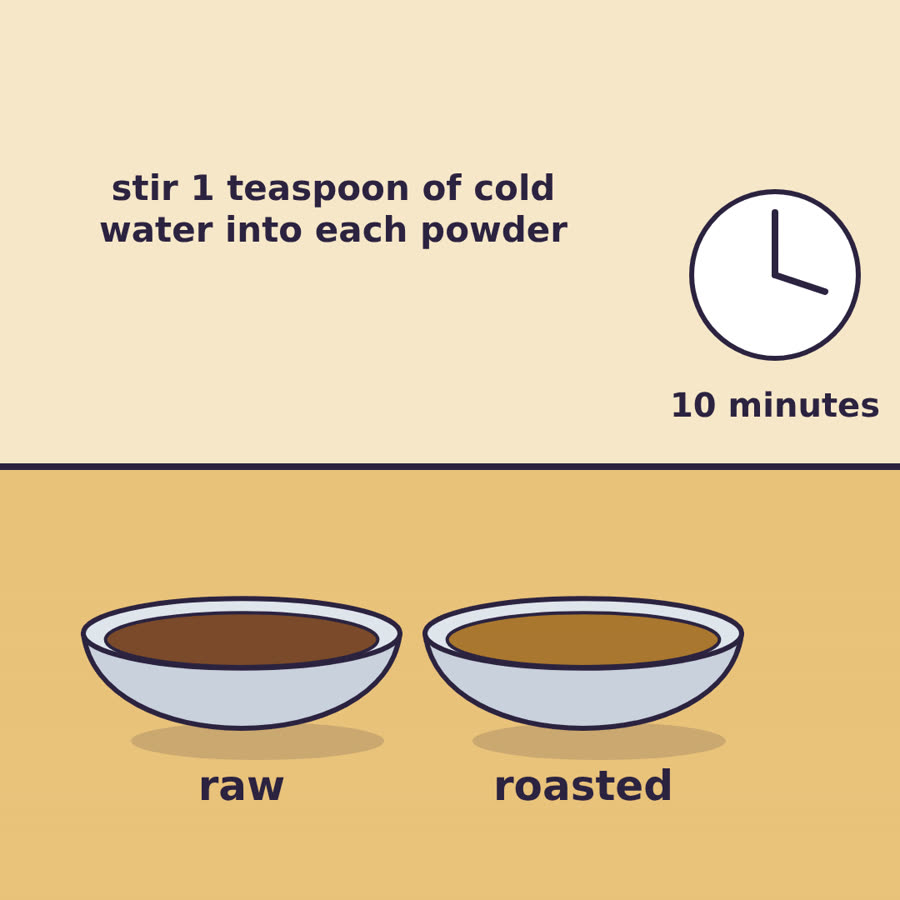 stir 1 teaspoon of cold
water into each powder
10 minutes
raw
roasted